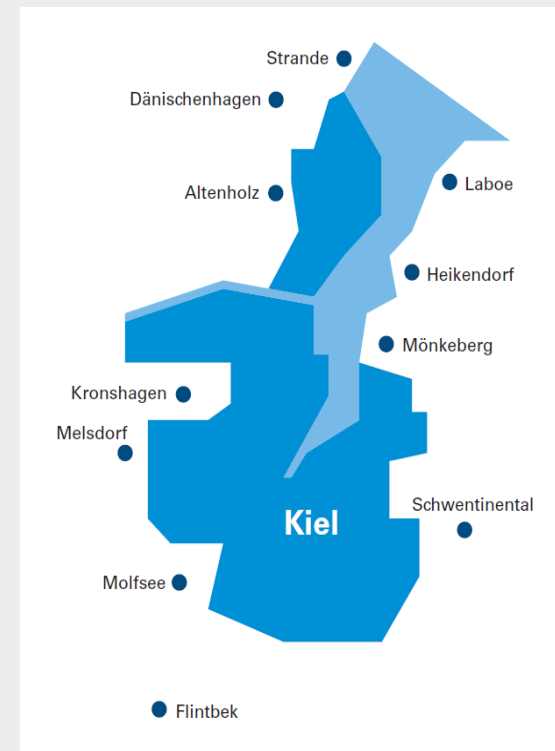 Strande
Dänischenhagen
Laboe
Altenholz
Heikendorf
Mönkeberg
Kronshagen
Melsdorf
Schwentinental
Kiel
Molfsee
Flintbek